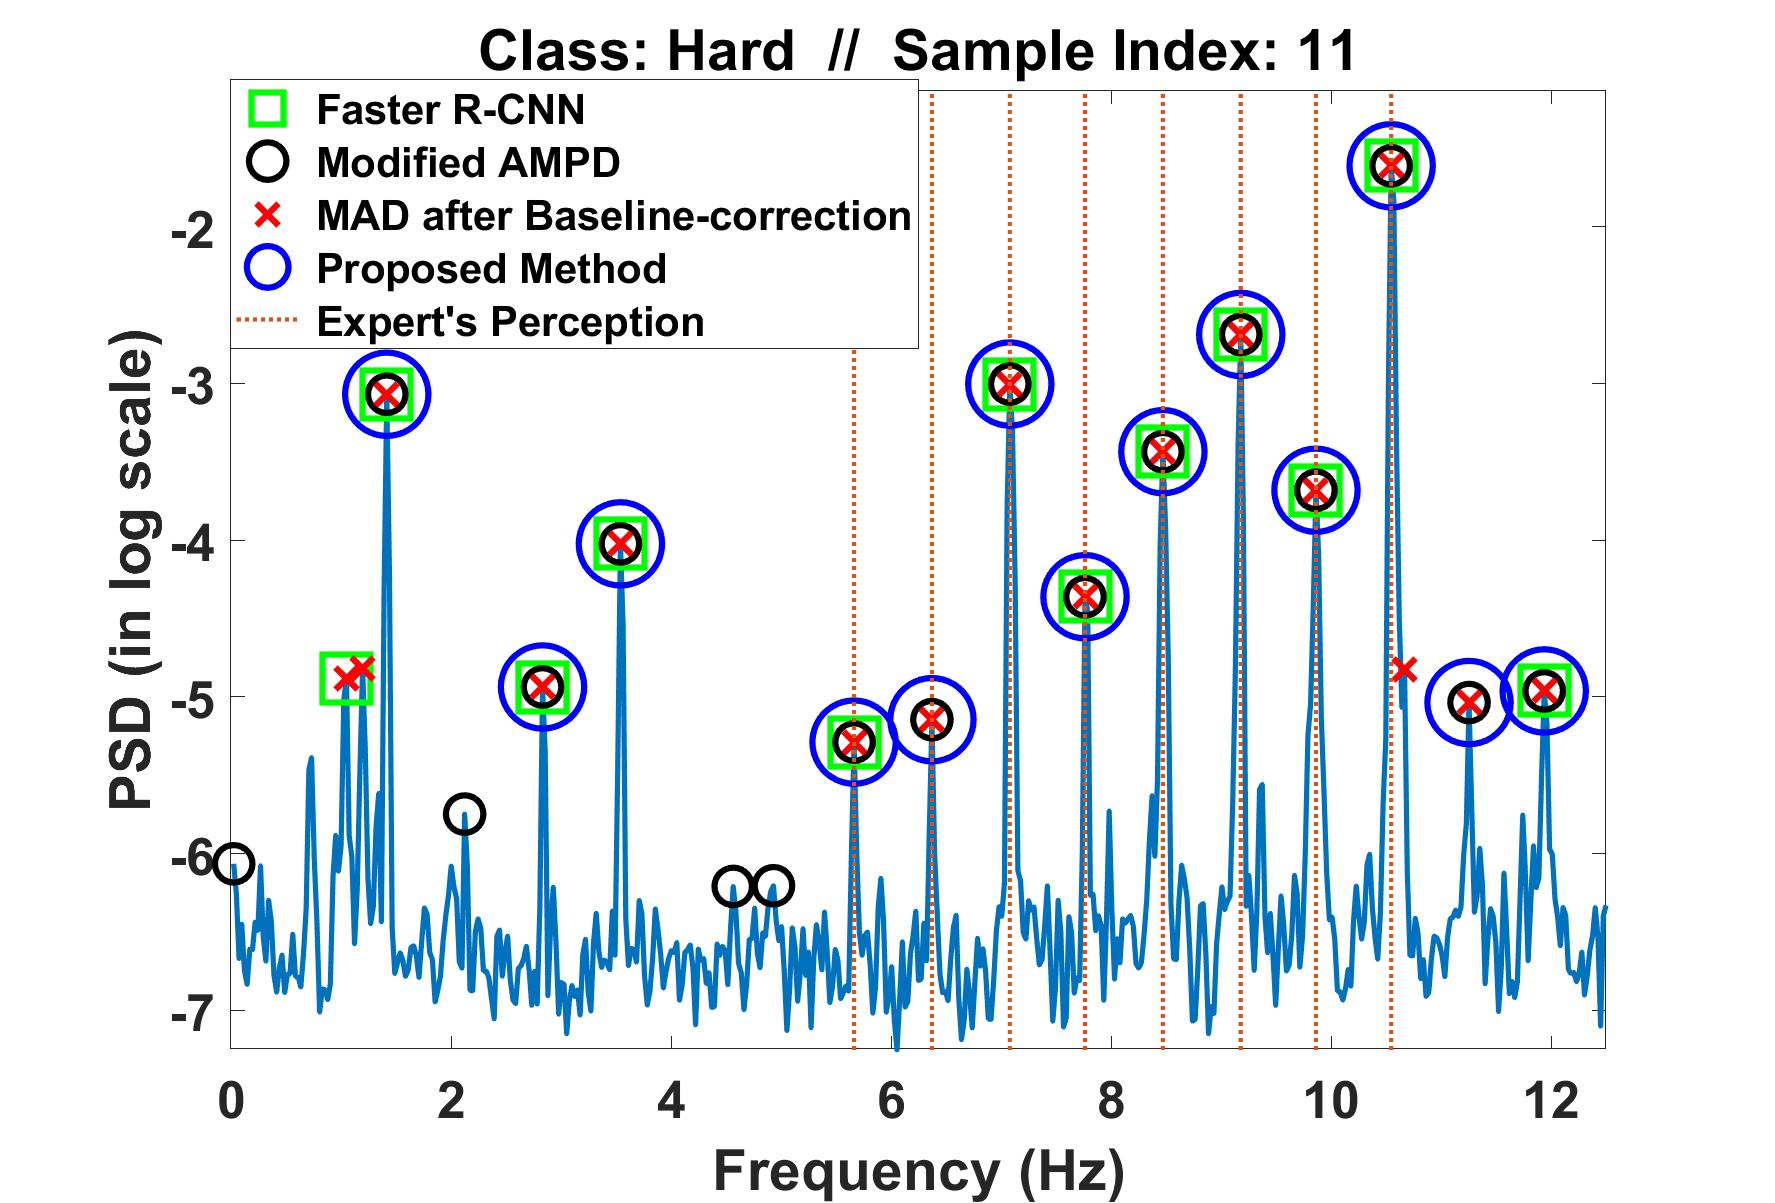 Class: Hard // Sample Index: 11
Faster R-CNN
Modified AMPD
MAD after Baseline-correction
Proposed Method
Expert's Perception
PSD (in log scale)
-2
-3
-4
-5
-6
-7
0 2 4 6 8 10 12
Frequency (Hz)